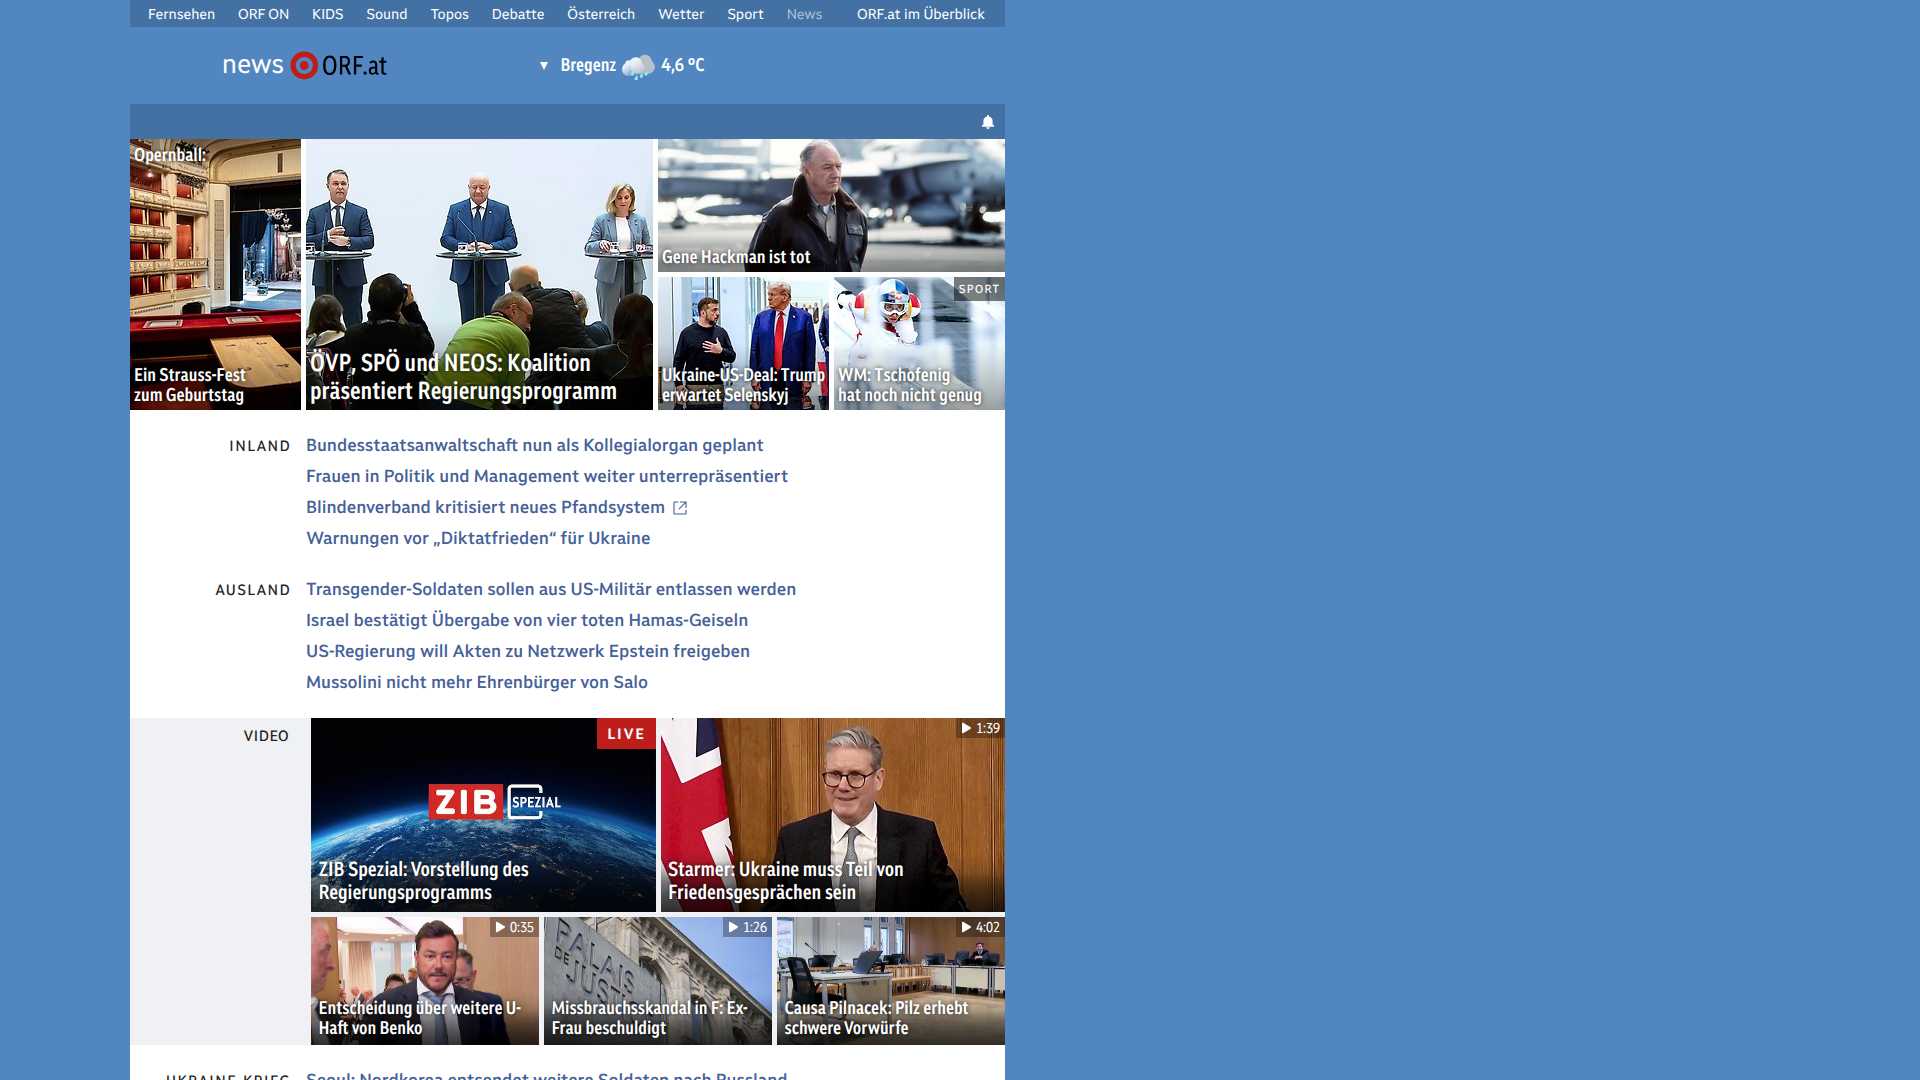 Fernsehen ORF ON KIDS Sound Topos Debatte Österreich Wetter Sport News ORF.at im Überblick
news ORF.at
Bregenz 4,6 °C
Opernball:
Ein Strauss-Fest
zum Geburtstag
ÖVP, SPÖ und NEOS: Koalition
präsentiert Regierungsprogramm
Gene Hackman ist tot
Ukraine-US-Deal: Trump
erwartet Selenskyj
SPORT
WM: Tschofenig
hat noch nicht genug
INLAND
Bundesstaatsanwaltschaft nun als Kollegialorgan geplant
Frauen in Politik und Management weiter unterrepräsentiert
Blindenverband kritisiert neues Pfandsystem
Warnungen vor „Diktatfrieden“ für Ukraine
AUSLAND
Transgender-Soldaten sollen aus US-Militär entlassen werden
Israel bestätigt Übergabe von vier toten Hamas-Geiseln
US-Regierung will Akten zu Netzwerk Epstein freigeben
Mussolini nicht mehr Ehrenbürger von Salo
VIDEO
LIVE
ZIB SPEZIAL
ZIB Spezial: Vorstellung des
Regierungsprogramms
1:39
Starmer: Ukraine muss Teil von
Friedensgesprächen sein
0:35
Entscheidung über weitere U-
Haft von Benko
1:26
PALAIS
DE JUS
Missbrauchsskandal in F: Ex-
Frau beschuldigt
4:02
Causa Pilnacek: Pilz erhebt
schwere Vorwürfe
UKRAINE-KRIEG
Seoul: Nordkorea entsendet weitere Soldaten nach Russland